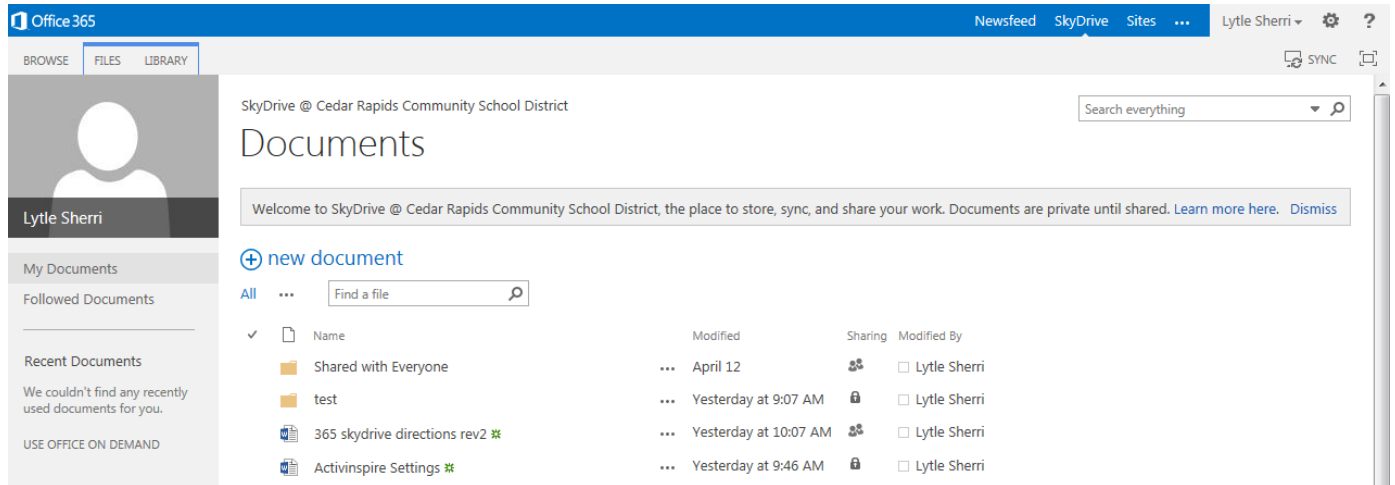 Office 365 Newsfeed SkyDrive Sites ... Lytle Sherri ?
BROWSE FILES LIBRARY SYNC
SkyDrive @ Cedar Rapids Community School District
Search everything
Documents
Lytle Sherri
Welcome to SkyDrive @ Cedar Rapids Community School District, the place to store, sync, and share your work. Documents are private until shared. Learn more here. Dismiss
new document
My Documents
Followed Documents
All ... Find a file
Name Modified Sharing Modified By
Recent Documents
We couldn't find any recently
used documents for you.
USE OFFICE ON DEMAND
Shared with Everyone ... April 12 Lytle Sherri
test ... Yesterday at 9:07 AM Lytle Sherri
365 skydrive directions rev2 ... Yesterday at 10:07 AM Lytle Sherri
Activinspire Settings ... Yesterday at 9:46 AM Lytle Sherri